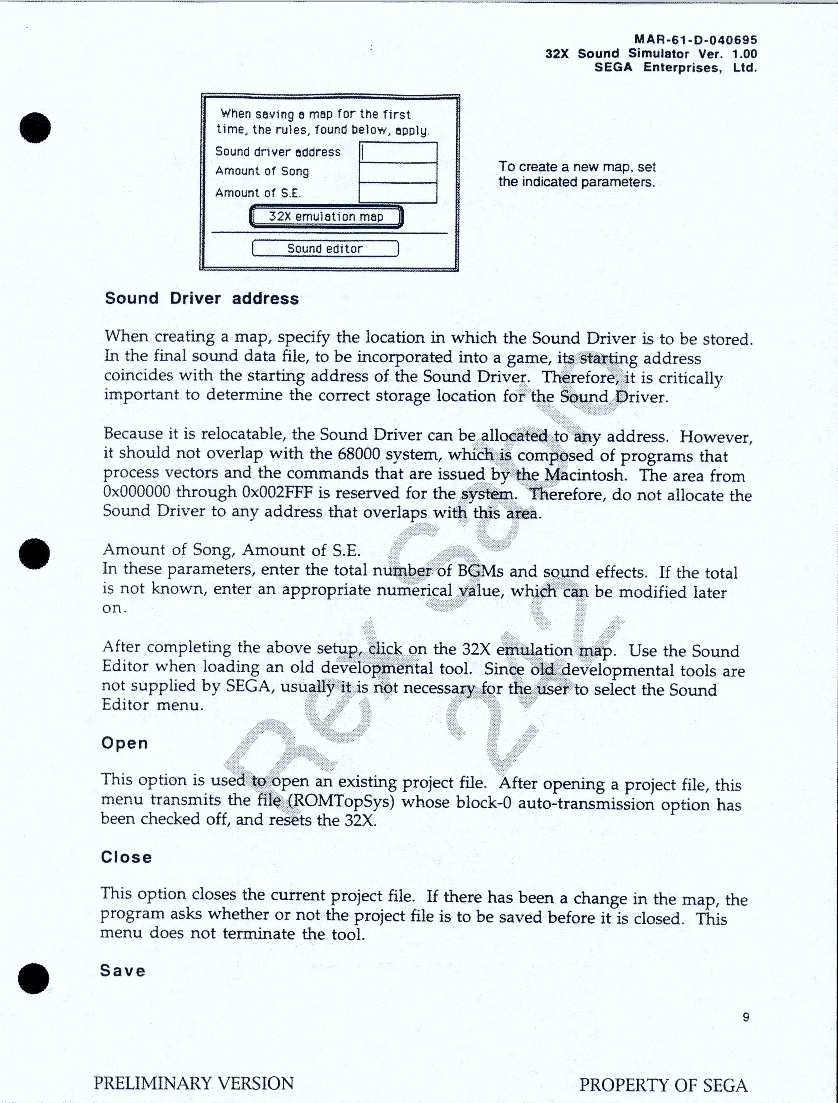 MAR-61-D-040695
32X Sound Simulator Ver. 1.00
SEGA Enterprises, Ltd.
When saving a map for the first
time, the rules, found below, apply.
Sound driver address
Amount of Song
Amount of S.E.
32X emulation map
Sound editor
To create a new map, set
the indicated parameters.
Sound Driver address
When creating a map, specify the location in which the Sound Driver is to be stored.
In the final sound data file, to be incorporated into a game, its starting address
coincides with the starting address of the Sound Driver. Therefore, it is critically
important to determine the correct storage location for the Sound Driver.
Because it is relocatable, the Sound Driver can be allocated to any address. However,
it should not overlap with the 68000 system, which is composed of programs that
process vectors and the commands that are issued by the Macintosh. The area from
0x000000 through 0x002FFF is reserved for the system. Therefore, do not allocate the
Sound Driver to any address that overlaps with this area.
Amount of Song, Amount of S.E.
In these parameters, enter the total number of BGMs and sound effects. If the total
is not known, enter an appropriate numerical value, which can be modified later
on.
After completing the above setup, click on the 32X emulation map. Use the Sound
Editor when loading an old developmental tool. Since old developmental tools are
not supplied by SEGA, usually it is not necessary for the user to select the Sound
Editor menu.
Open
This option is used to open an existing project file. After opening a project file, this
menu transmits the file (ROMTopSys) whose block-0 auto-transmission option has
been checked off, and resets the 32X.
Close
This option closes the current project file. If there has been a change in the map, the
program asks whether or not the project file is to be saved before it is closed. This
menu does not terminate the tool.
Save
9
PRELIMINARY VERSION
PROPERTY OF SEGA
Rex Sabio
242